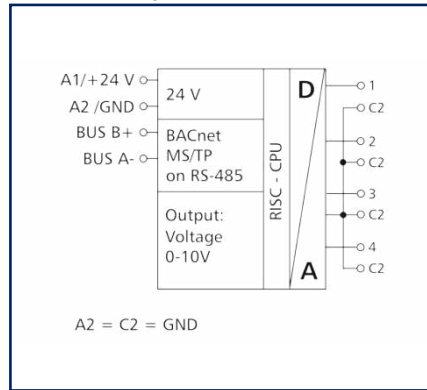 A1/+24 V
A2 /GND
BUS B+
BUS A-
24 V
BACnet
MS/TP
on RS-485
Output:
Voltage
0-10V
RISC - CPU
D
A
1
C2
2
C2
3
C2
4
C2
A2 = C2 = GND